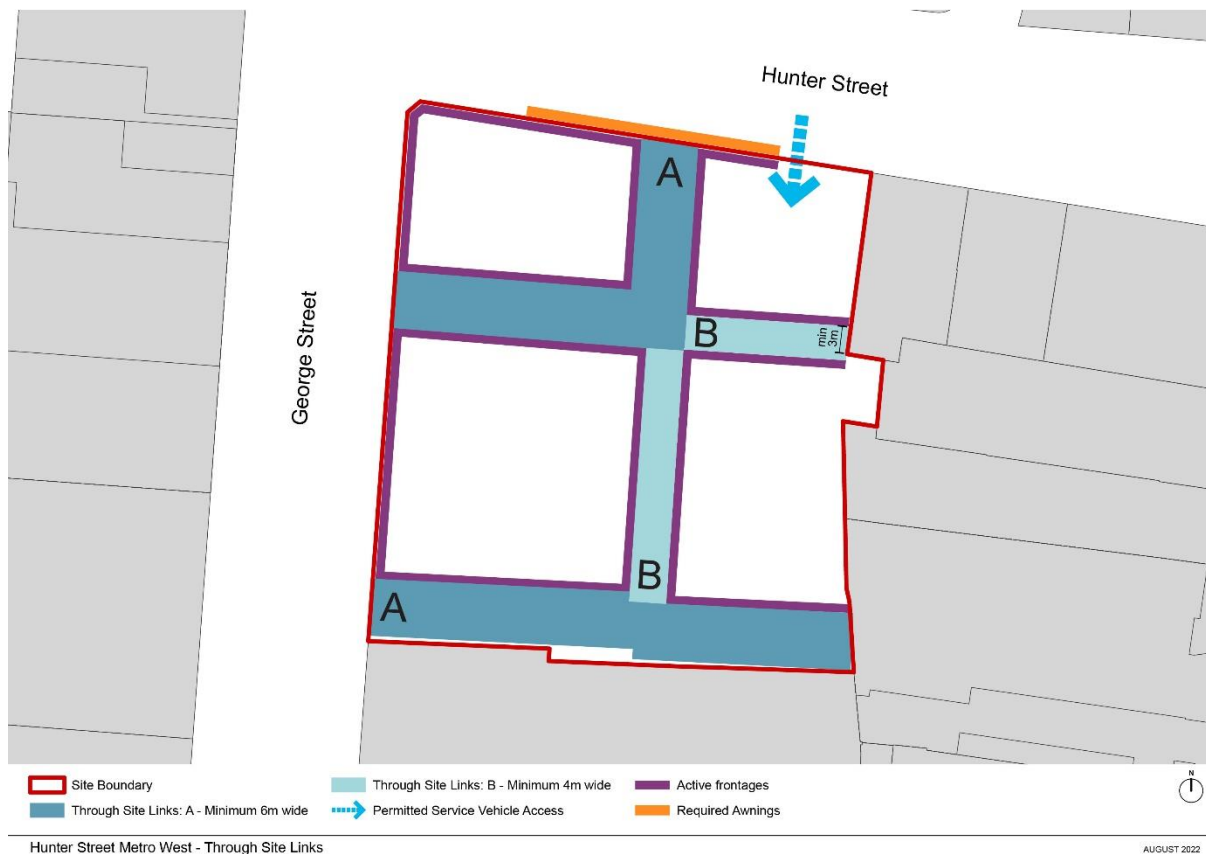 Hunter Street
A
George Street
B
min
3m
B
A
Site Boundary
Through Site Links: B - Minimum 4m wide
Active frontages
N
Through Site Links: A - Minimum 6m wide
Permitted Service Vehicle Access
Required Awnings
Hunter Street Metro West - Through Site Links
AUGUST 2022